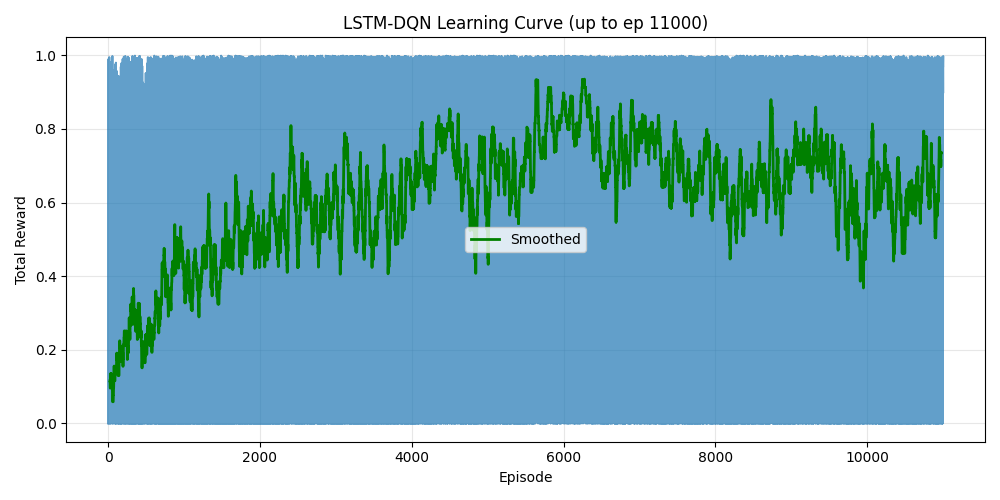 LSTM-DQN Learning Curve (up to ep 11000)
1.0
0.8
0.6
0.4
0.2
0.0
Total Reward
Smoothed
0 2000 4000 6000 8000 10000
Episode